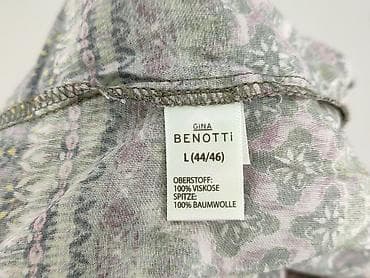 GiNA
BENOTTi
L (44/46)
OBERSTOFF:
100% VISKOSE
SPITZE:
100% BAUMWOLLE